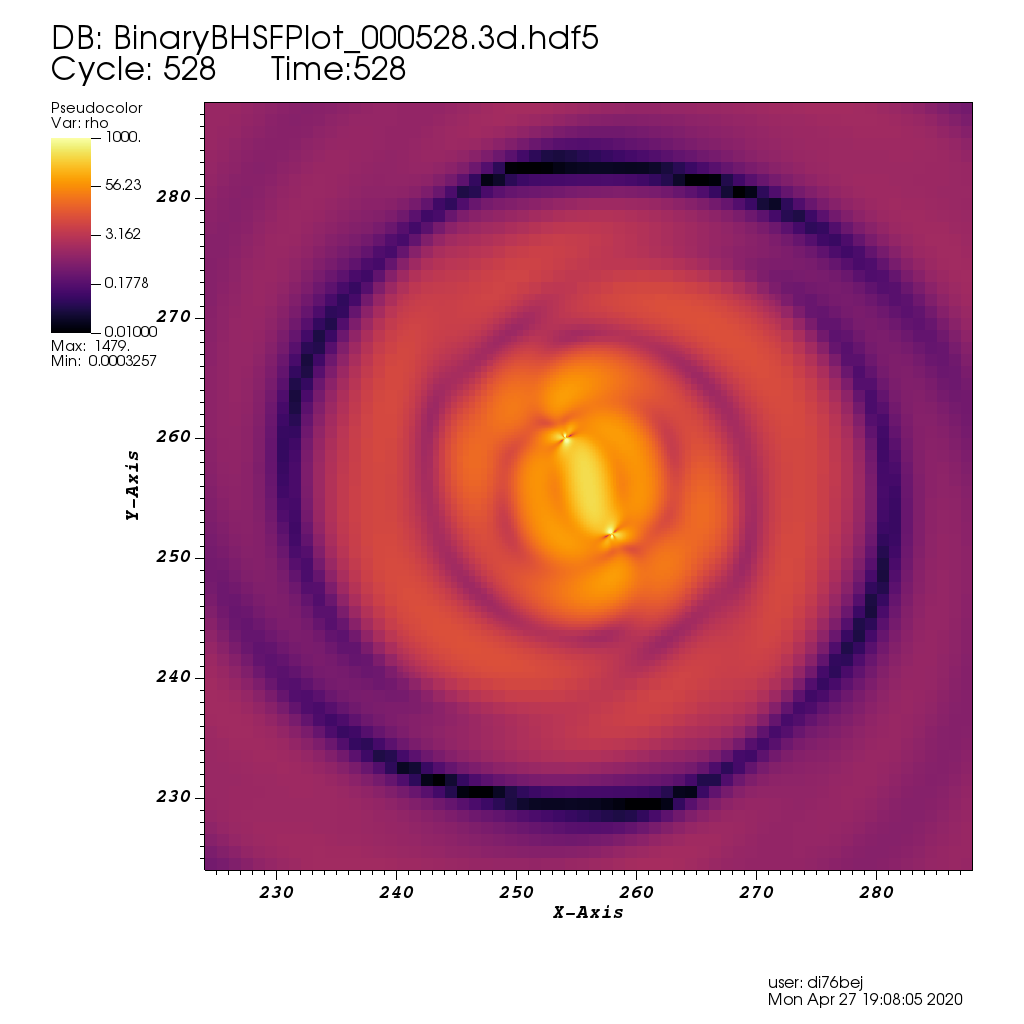 DB: BinaryBHSFPlot_000528.3d.hdf5
Cycle: 528 Time:528
Pseudocolor
Var: rho
1000.
56.23
3.162
0.1778
0.01000
Max: 1479.
Min: 0.0003257
280
270
260
250
240
230
Y-Axis
230 240 250 260 270 280
X-Axis
user: di76bej
Mon Apr 27 19:08:05 2020